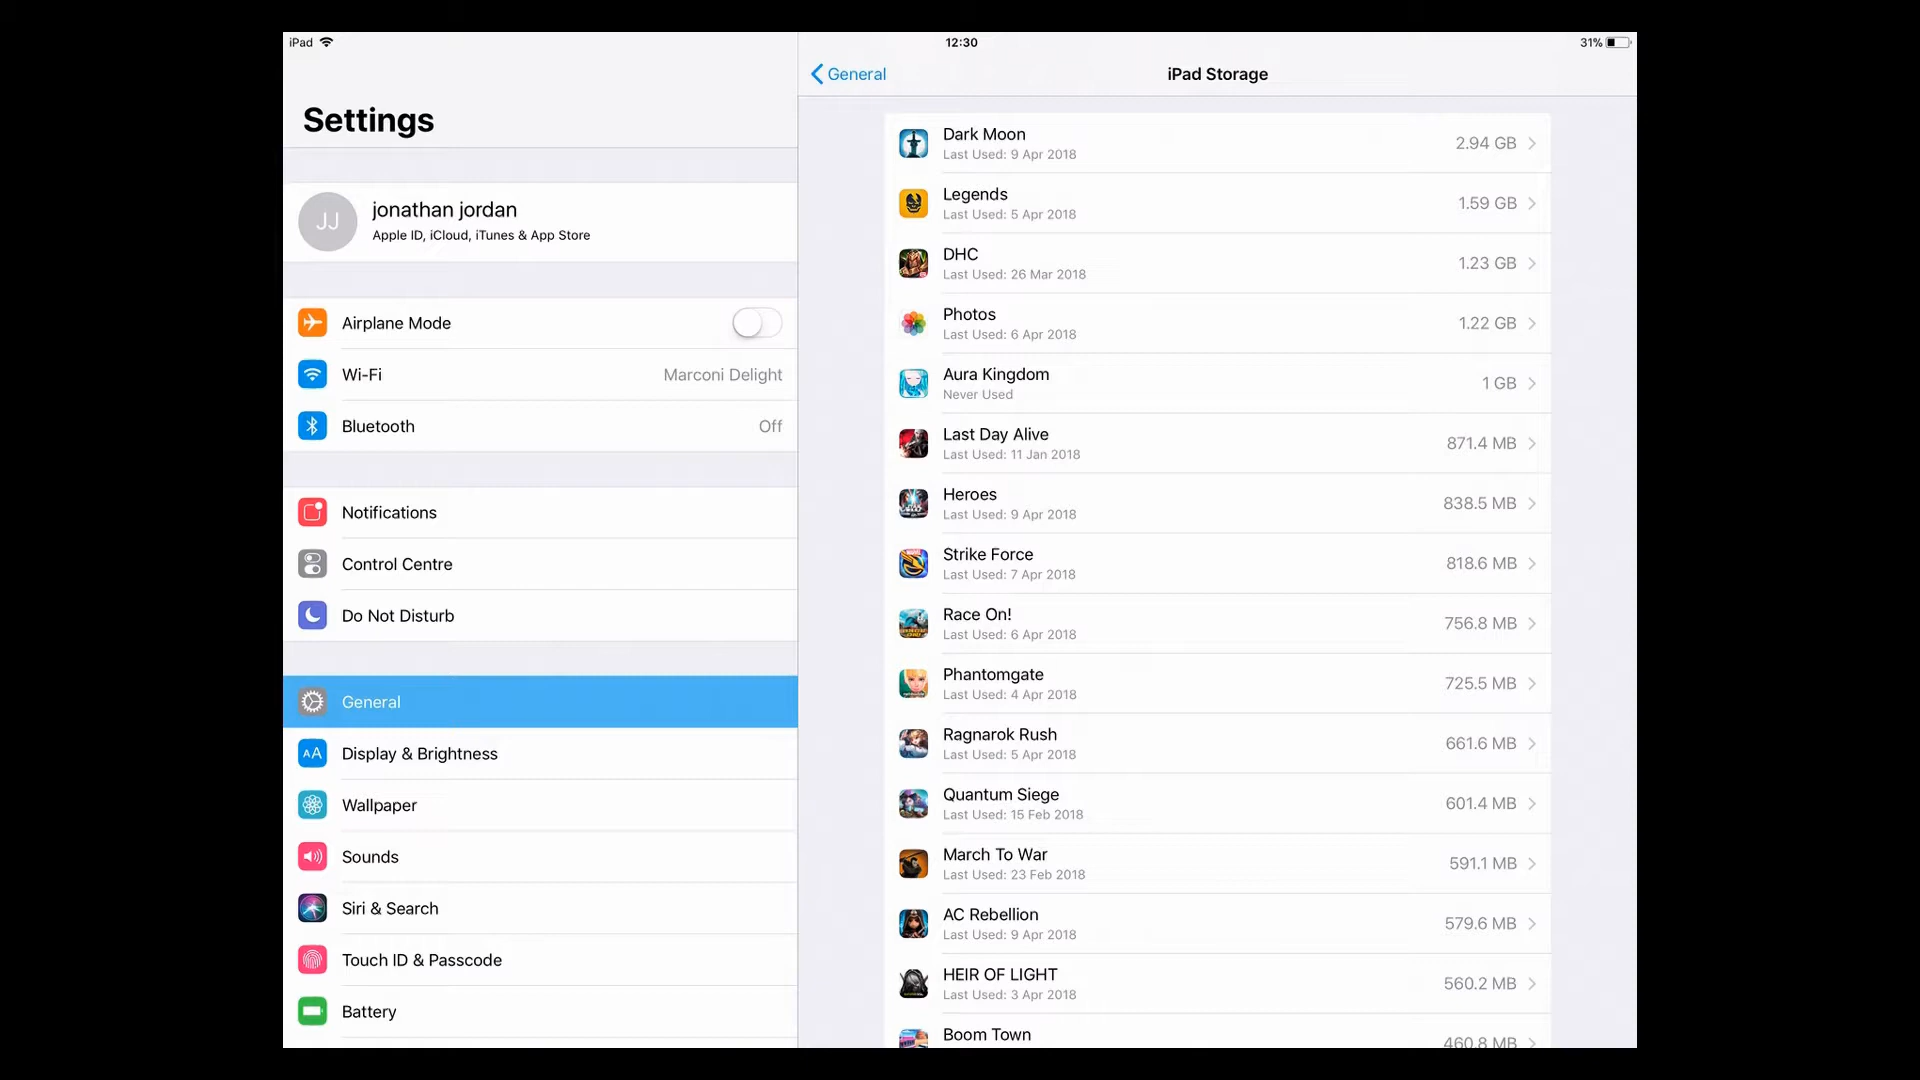 iPad
12:30
31%
Settings
General
iPad Storage
JJ
jonathan jordan
Apple ID, iCloud, iTunes & App Store
Airplane Mode
Wi-Fi
Marconi Delight
Bluetooth
Off
Notifications
Control Centre
Do Not Disturb
General
AA
Display & Brightness
Wallpaper
Sounds
Siri & Search
Touch ID & Passcode
Battery
Dark Moon
2.94 GB
Last Used: 9 Apr 2018
Legends
1.59 GB
Last Used: 5 Apr 2018
DHC
1.23 GB
Last Used: 26 Mar 2018
Photos
1.22 GB
Last Used: 6 Apr 2018
Aura Kingdom
1 GB
Never Used
Last Day Alive
871.4 MB
Last Used: 11 Jan 2018
Heroes
838.5 MB
Last Used: 9 Apr 2018
Strike Force
818.6 MB
Last Used: 7 Apr 2018
Race On!
756.8 MB
Last Used: 6 Apr 2018
Phantomgate
725.5 MB
Last Used: 4 Apr 2018
Ragnarok Rush
661.6 MB
Last Used: 5 Apr 2018
Quantum Siege
601.4 MB
Last Used: 15 Feb 2018
March To War
591.1 MB
Last Used: 23 Feb 2018
AC Rebellion
579.6 MB
Last Used: 9 Apr 2018
HEIR OF LIGHT
560.2 MB
Last Used: 3 Apr 2018
Boom Town
460.8 MB